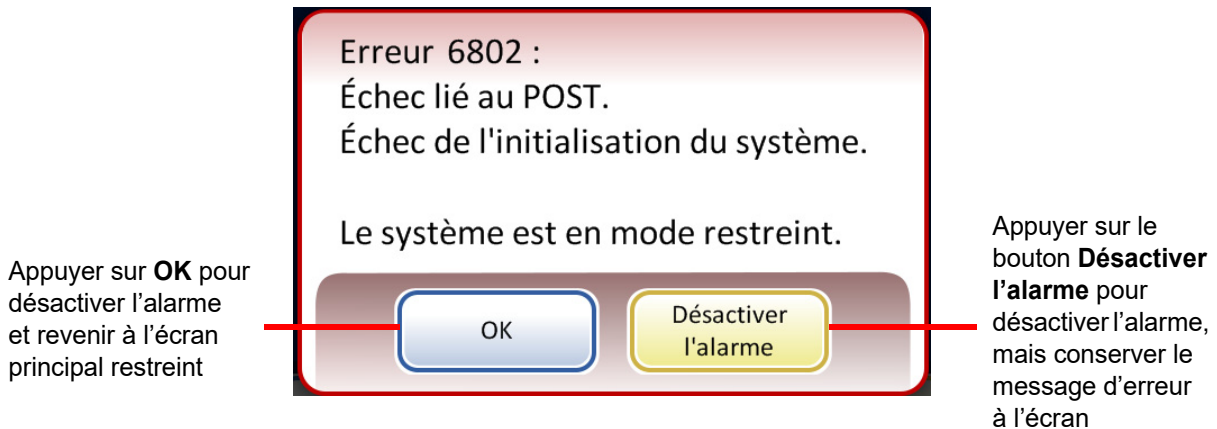 Erreur 6802 :
Échec lié au POST.
Échec de l'initialisation du système.
Le système est en mode restreint.
Appuyer sur OK pour
désactiver l’alarme
et revenir à l’écran
principal restreint
OK
Désactiver
l'alarme
Appuyer sur le
bouton Désactiver
l’alarme pour
désactiver l’alarme,
mais conserver le
message d’erreur
à l’écran